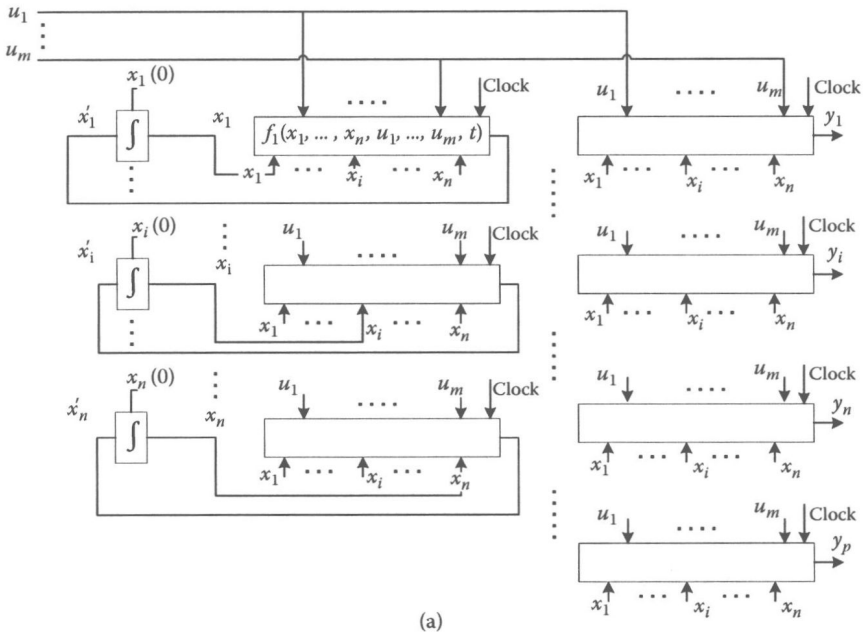 u₁
uₘ
x₁(0)
x′₁
x₁
Clock
∫
f₁(x₁, ... , xₙ, u₁, ..., uₘ, t)
x₁ .... xᵢ .... xₙ
u₁ .... uₘ Clock
y₁
x₁ .... xᵢ .... xₙ
xᵢ(0)
x′ᵢ
xᵢ
∫
u₁ .... uₘ Clock
x₁ .... xᵢ .... xₙ
u₁ .... uₘ Clock
yᵢ
x₁ .... xᵢ .... xₙ
xₙ(0)
x′ₙ
xₙ
∫
u₁ .... uₘ Clock
x₁ .... xᵢ .... xₙ
u₁ .... uₘ Clock
yₙ
x₁ .... xᵢ .... xₙ
u₁ .... uₘ Clock
yₚ
x₁ .... xᵢ .... xₙ
(a)